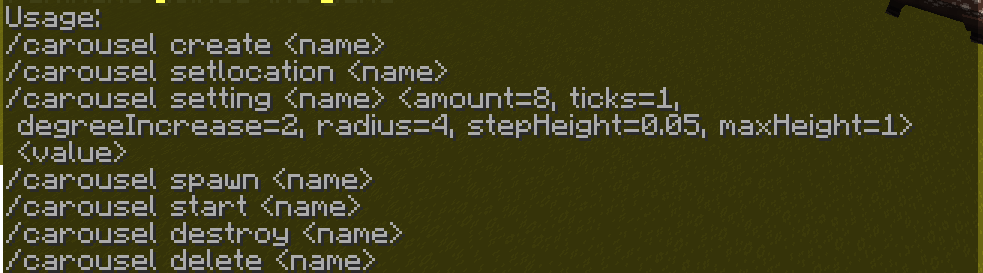 Usage:
/carousel create <name>
/carousel setlocation <name>
/carousel setting <name> <amount=8, ticks=1,
degreeIncrease=2, radius=4, stepHeight=0.05, maxHeight=1>
<value>
/carousel spawn <name>
/carousel start <name>
/carousel destroy <name>
/carousel delete <name>